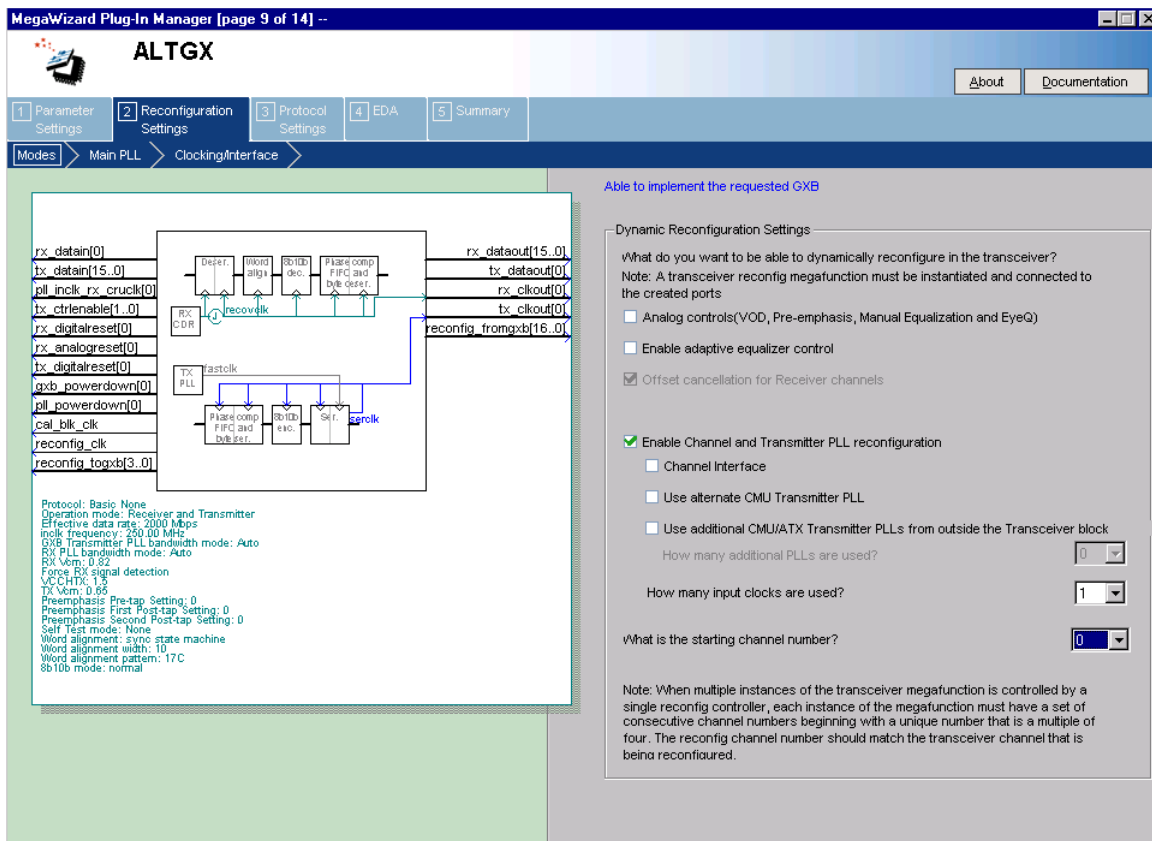 MegaWizard Plug-In Manager [page 9 of 14] --
ALTGX
About
Documentation
1 Parameter Settings
2 Reconfiguration Settings
3 Protocol Settings
4 EDA
5 Summary
Modes
Main PLL
Clocking/Interface
rx_datain[0]
tx_datain[15..0]
pll_inclk_rx_cruclk[0]
tx_ctrlenable[1..0]
rx_digitalreset[0]
rx_analogreset[0]
tx_digitalreset[0]
gxb_powerdown[0]
pll_powerdown[0]
cal_blk_clk
reconfig_clk
reconfig_togxb[3..0]
Deser.
Word align
8b10b dec.
Phase comp FIFO and byte deser.
RX CDR
recovclk
TX PLL
fastclk
Phase comp FIFO and byte ser.
8b10b enc.
Ser.
serclk
rx_dataout[15..0]
tx_dataout[0]
rx_clkout[0]
tx_clkout[0]
reconfig_fromgxb[16..0]
Protocol: Basic None
Operation mode: Receiver and Transmitter
Effective data rate: 2000 Mbps
inclk frequency: 250.00 MHz
GXB Transmitter PLL bandwidth mode: Auto
RX PLL bandwidth mode: Auto
RX Vcm: 0.82
Force RX signal detection
VCCHTX: 1.5
TX Vcm: 0.65
Preemphasis Pre-tap Setting: 0
Preemphasis First Post-tap Setting: 0
Preemphasis Second Post-tap Setting: 0
Self Test mode: None
Word alignment: sync state machine
Word alignment width: 10
Word alignment pattern: 17C
8b10b mode: normal
Able to implement the requested GXB
Dynamic Reconfiguration Settings
What do you want to be able to dynamically reconfigure in the transceiver?
Note: A transceiver reconfig megafunction must be instantiated and connected to
the created ports
Analog controls(VOD, Pre-emphasis, Manual Equalization and EyeQ)
Enable adaptive equalizer control
Offset cancellation for Receiver channels
Enable Channel and Transmitter PLL reconfiguration
Channel Interface
Use alternate CMU Transmitter PLL
Use additional CMU/ATX Transmitter PLLs from outside the Transceiver block
How many additional PLLs are used? 0
How many input clocks are used? 1
What is the starting channel number? 0
Note: When multiple instances of the transceiver megafunction is controlled by a
single reconfig controller, each instance of the megafunction must have a set of
consecutive channel numbers beginning with a unique number that is a multiple of
four. The reconfig channel number should match the transceiver channel that is
being reconfigured.